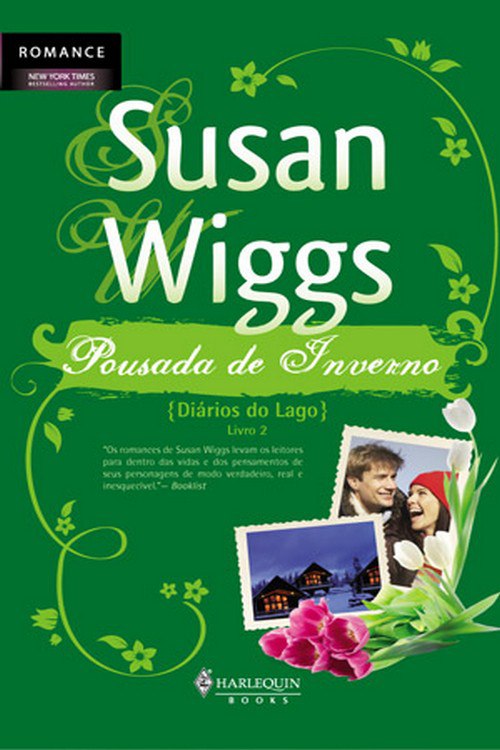 ROMANCE
NEW YORK TIMES
BESTSELLING AUTHOR
Susan
Wiggs
Pousada de Inverno
{Diários do Lago}
Livro 2
"Os romances de Susan Wiggs levam os leitores
para dentro das vidas e dos pensamentos de
seus personagens de modo verdadeiro, real e
inesquecível."— Booklist
HARLEQUIN
BOOKS